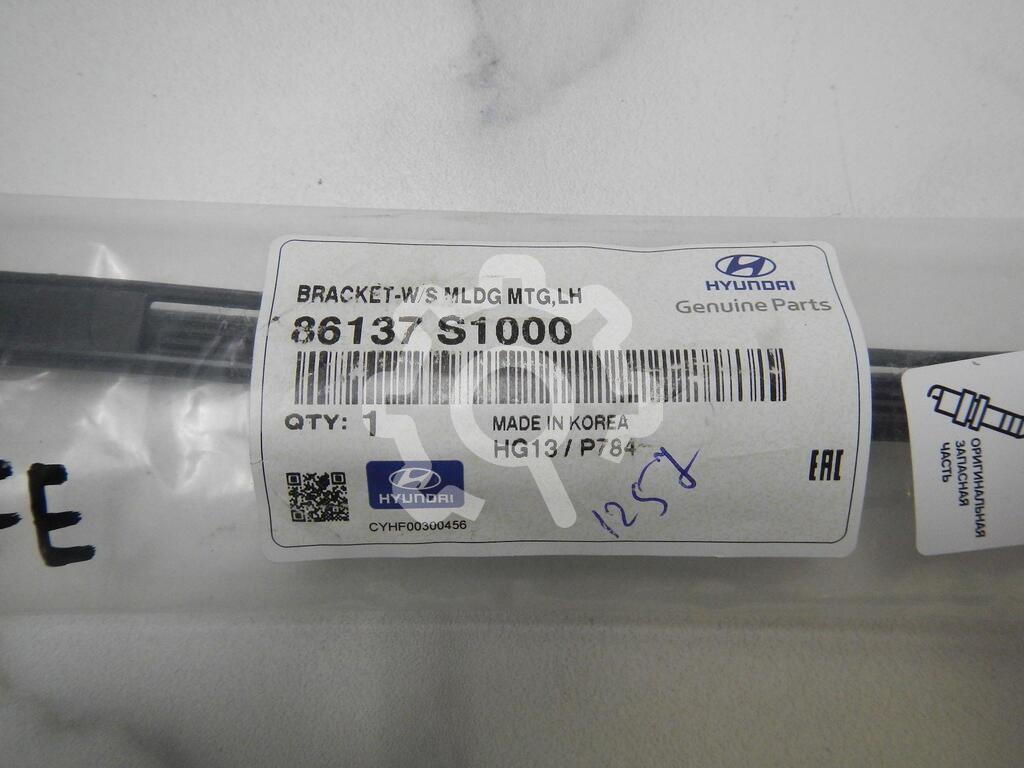 BRACKET-W/S MLDG MTG,LH
86137 S1000
HYUNDAI
Genuine Parts
QTY: 1
MADE IN KOREA
HG13 / P784
HYUNDAI
CYHF00300456
1258
EAC
FE
ОРИГИНАЛЬНАЯ
ЗАПАСНАЯ
ЧАСТЬ